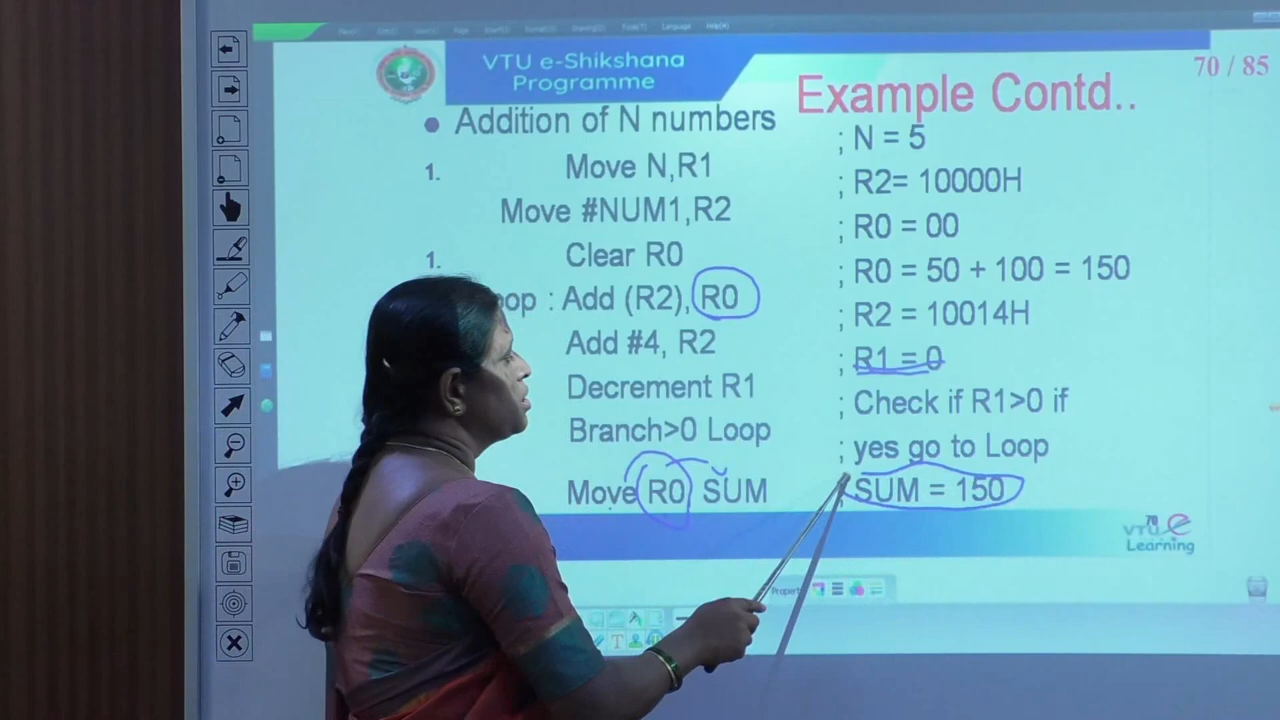 VTU e-Shikshana
Programme
Example Contd..
70 / 85
Addition of N numbers
; N = 5
1. Move N,R1
; R2= 10000H
Move #NUM1,R2
; R0 = 00
1. Clear R0
; R0 = 50 + 100 = 150
oop : Add (R2), R0
; R2 = 10014H
Add #4, R2
; R1 = 0
Decrement R1
; Check if R1>0 if
Branch>0 Loop
; yes go to Loop
Move R0 SUM
; SUM = 150
70
VTU e
Learning
Property